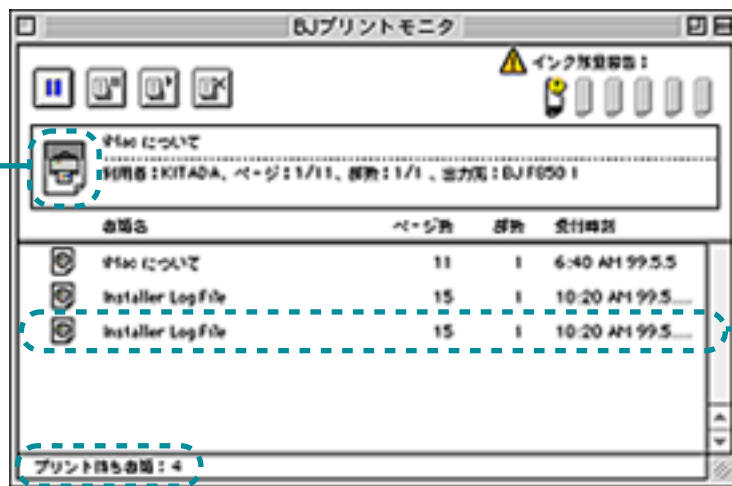 BJプリントモニタ
インク残量警告：
iMac について
利用者：KITADA、ページ：1/11、部数：1/1、出力先：BJ F850 1
書類名 ページ数 部数 受付時刻
iMac について 11 1 6:40 AM 99.5.5
Installer Log File 15 1 10:20 AM 99.5....
Installer Log File 15 1 10:20 AM 99.5....
プリント待ち書類：4